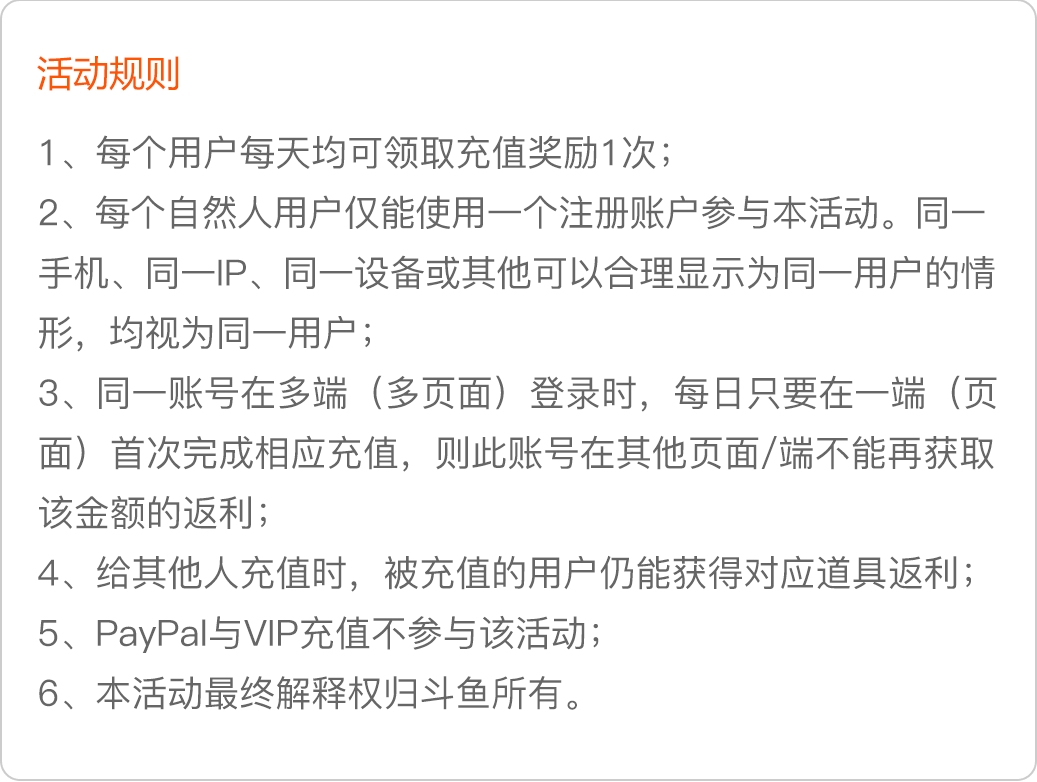 活动规则
1、每个用户每天均可领取充值奖励1次；
2、每个自然人用户仅能使用一个注册账户参与本活动。同一
手机、同一IP、同一设备或其他可以合理显示为同一用户的情
形，均视为同一用户；
3、同一账号在多端（多页面）登录时，每日只要在一端（页
面）首次完成相应充值，则此账号在其他页面/端不能再获取
该金额的返利；
4、给其他人充值时，被充值的用户仍能获得对应道具返利；
5、PayPal与VIP充值不参与该活动；
6、本活动最终解释权归斗鱼所有。